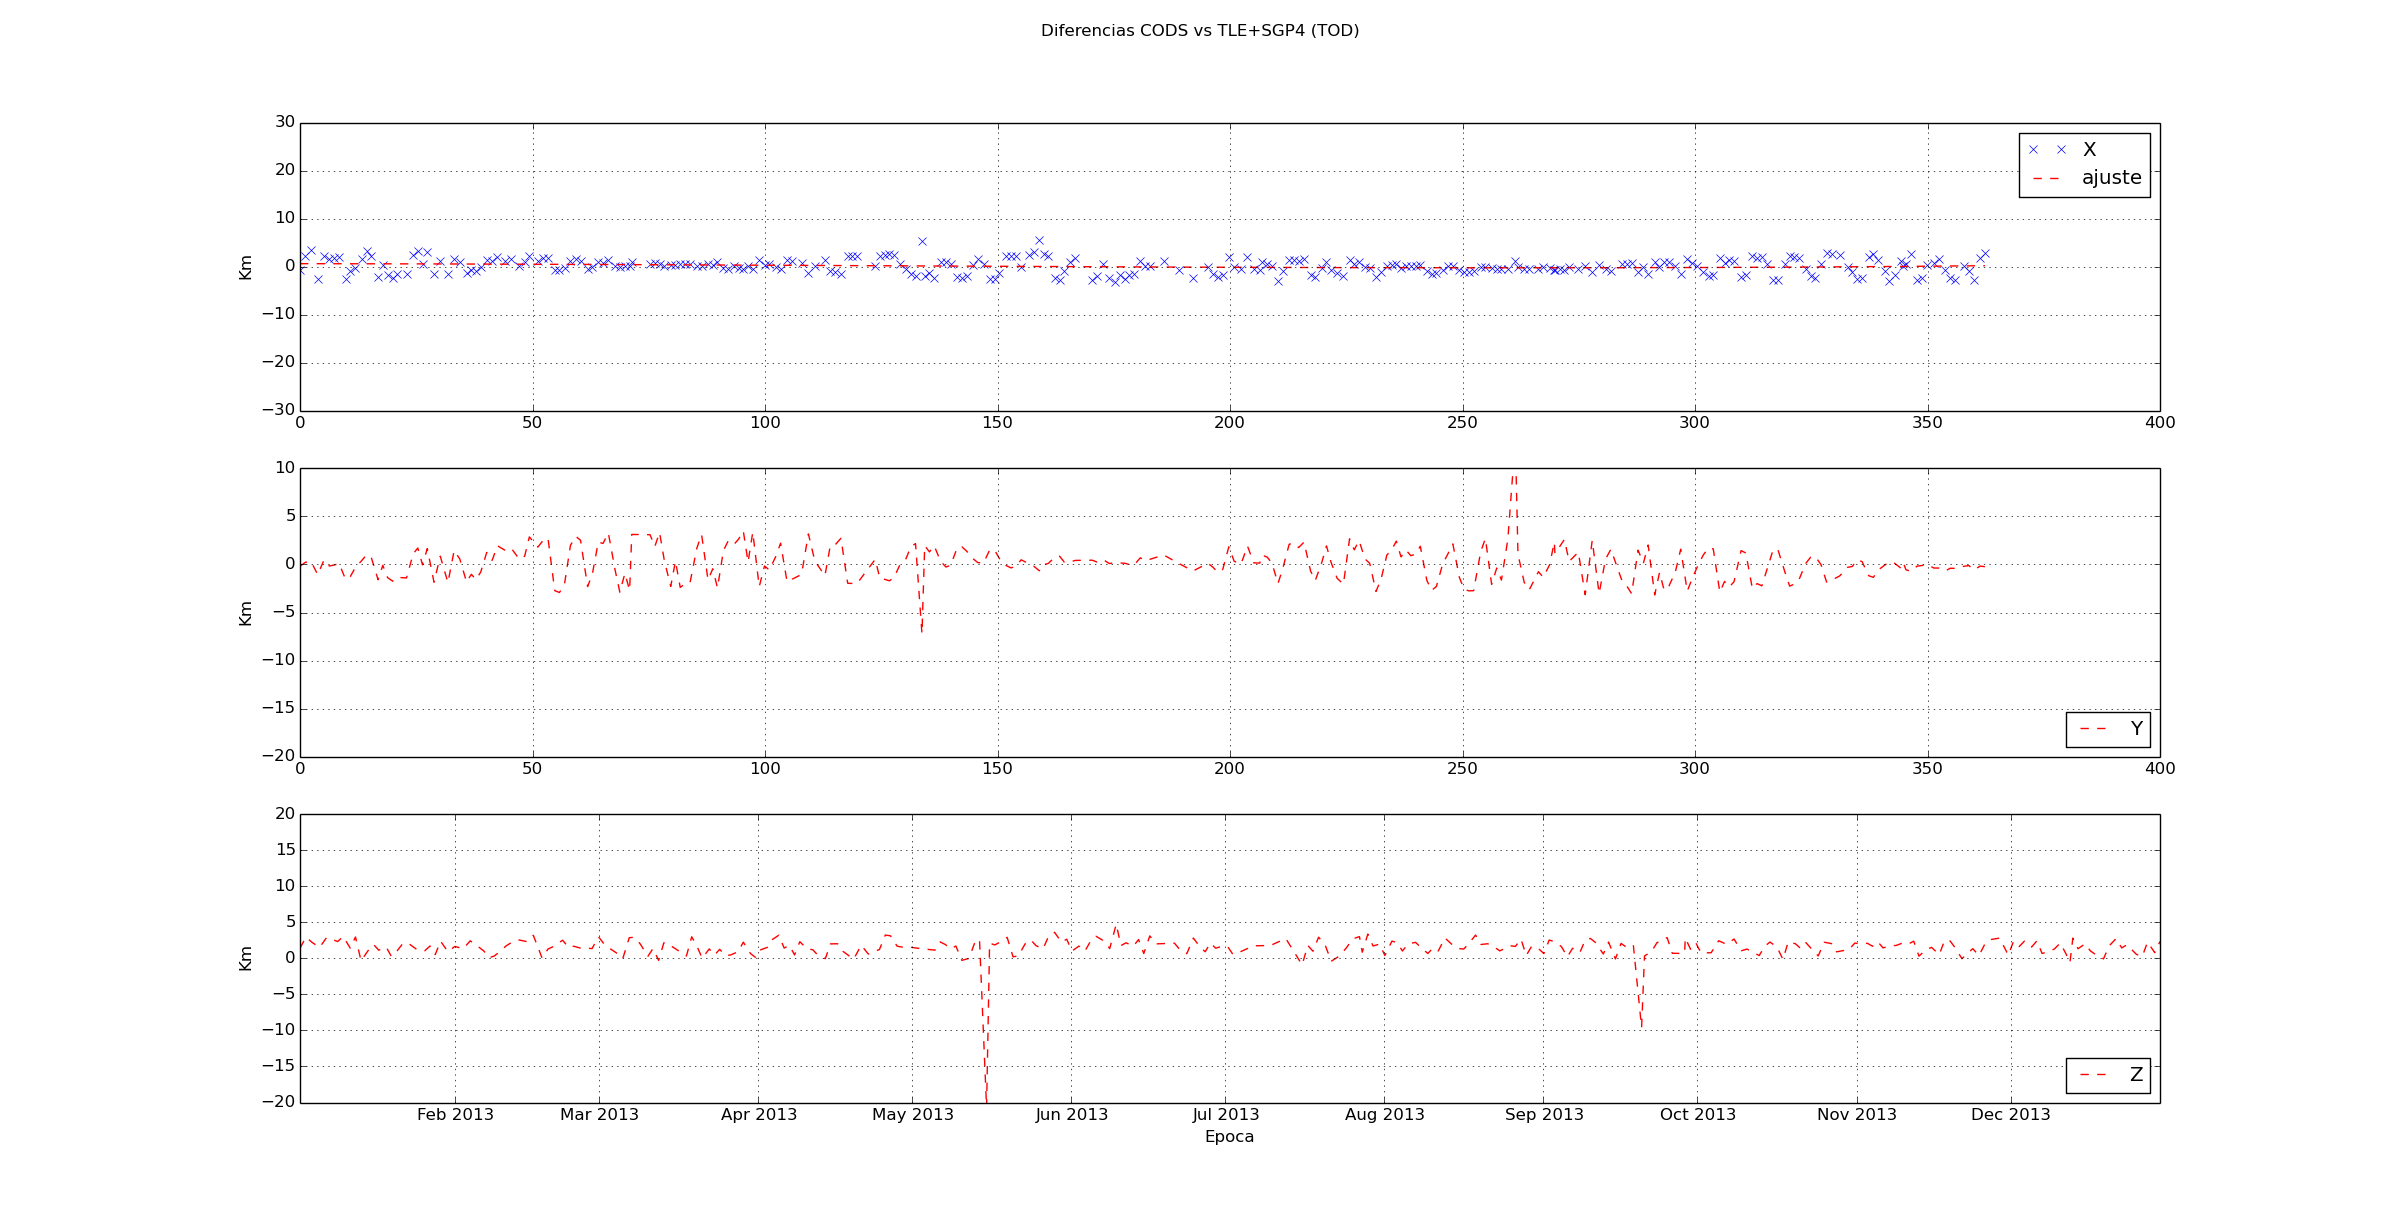 Diferencias CODS vs TLE+SGP4 (TOD)
30
20
10
0
−10
−20
−30
Km
X
ajuste
0 50 100 150 200 250 300 350 400
10
5
0
−5
−10
−15
−20
Km
Y
0 50 100 150 200 250 300 350 400
20
15
10
5
0
−5
−10
−15
−20
Km
Z
Feb 2013 Mar 2013 Apr 2013 May 2013 Jun 2013 Jul 2013 Aug 2013 Sep 2013 Oct 2013 Nov 2013 Dec 2013
Epoca